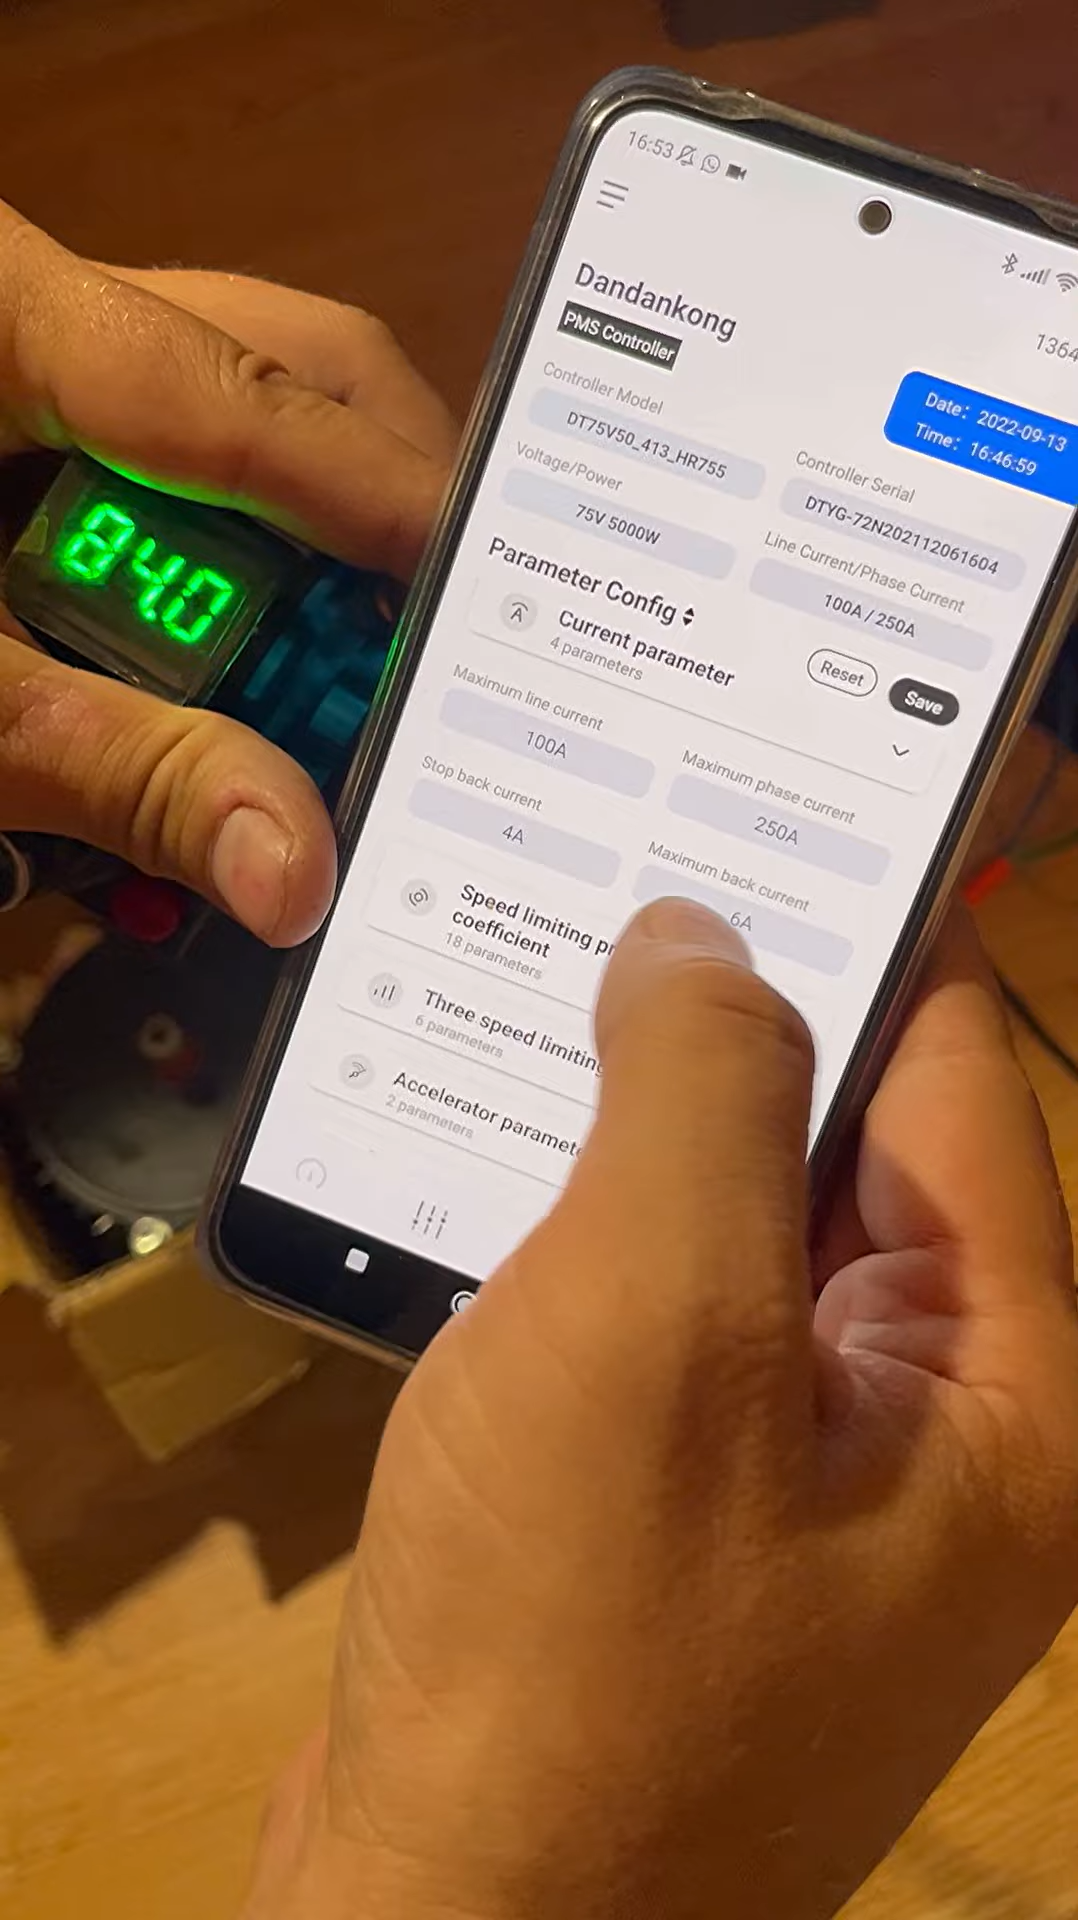 16:53
Dandankong
PMS Controller
1364
Date: 2022-09-13
Time: 16:46:59
Controller Model
DT75V50_413_HR755
Controller Serial
DTYG-72N202112061604
Voltage/Power
75V 5000W
Line Current/Phase Current
100A / 250A
Parameter Config
Current parameter
4 parameters
Reset
Save
Maximum line current
100A
Maximum phase current
250A
Stop back current
4A
Maximum back current
6A
Speed limiting
coefficient
18 parameters
Three speed limiting
6 parameters
Accelerator
2 parameters
84.0